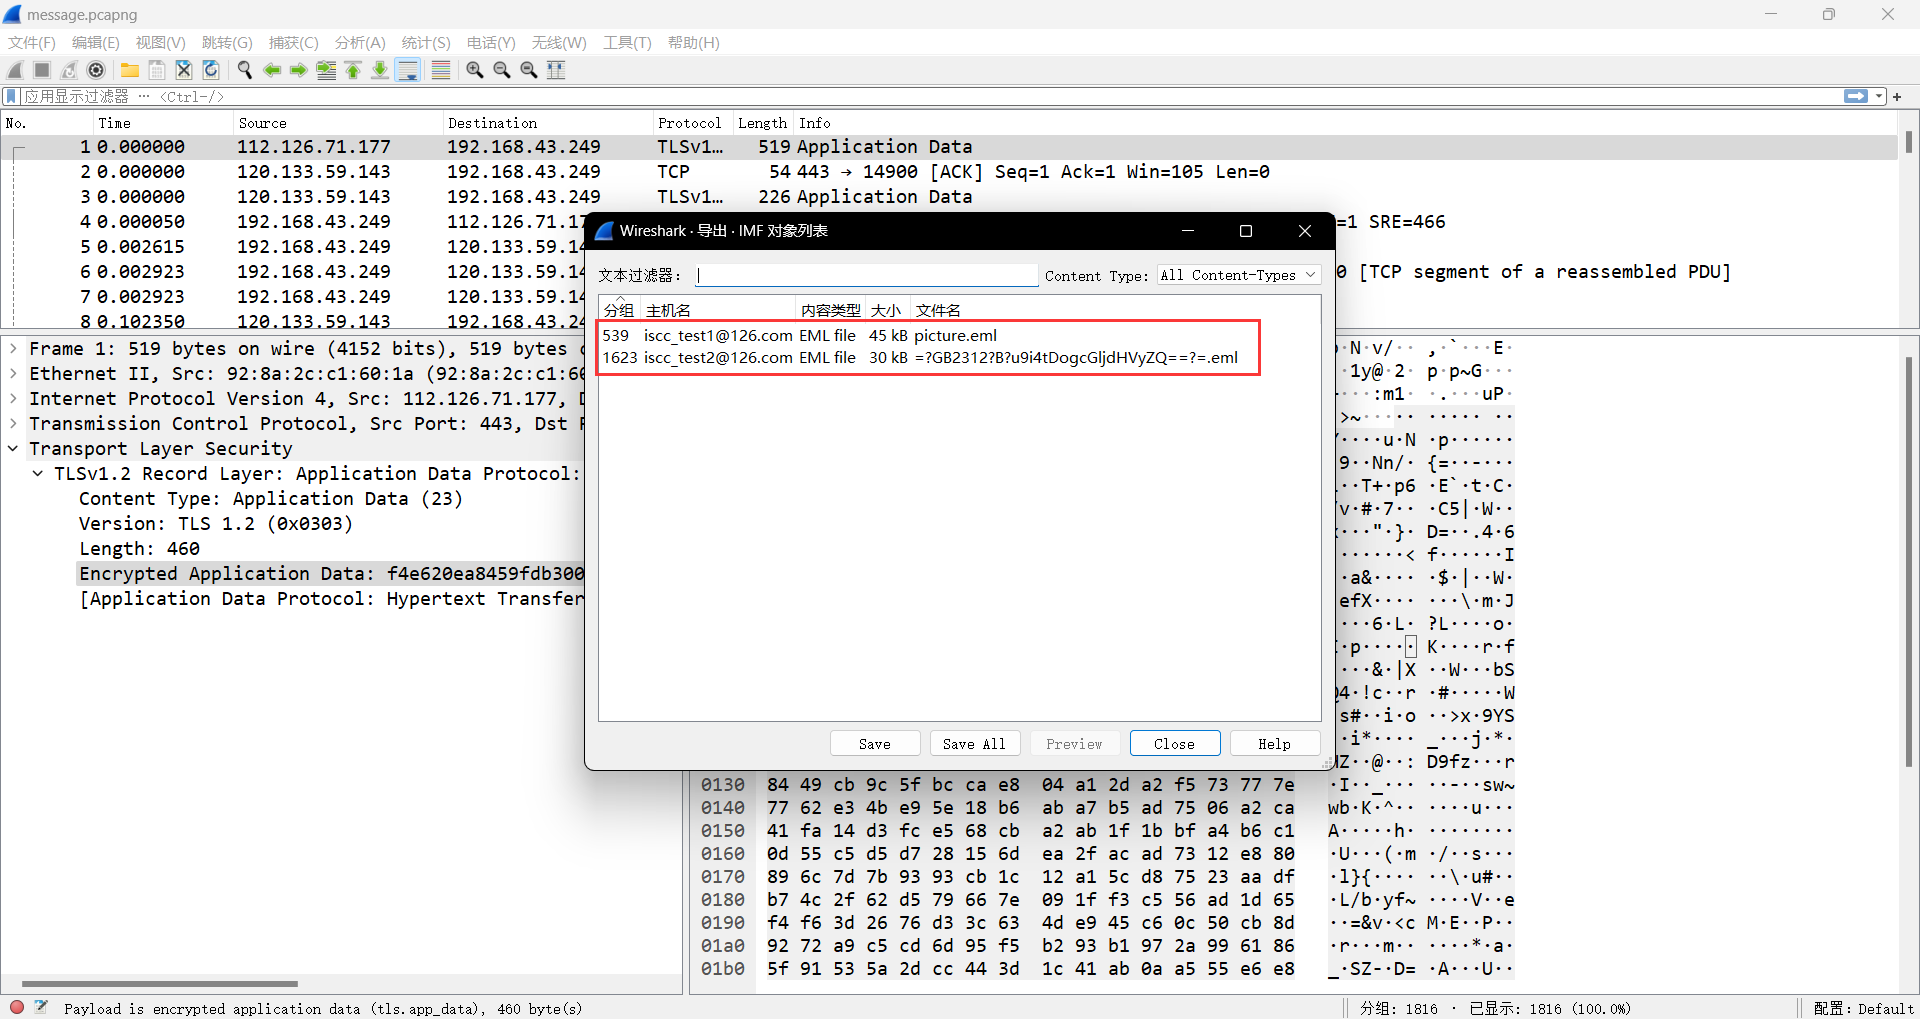 message.pcapng
文件(F) 编辑(E) 视图(V) 跳转(G) 捕获(C) 分析(A) 统计(S) 电话(Y) 无线(W) 工具(T) 帮助(H)
应用显示过滤器 … <Ctrl-/>
No. Time Source Destination Protocol Length Info
1 0.000000 112.126.71.177 192.168.43.249 TLSv1… 519 Application Data
2 0.000000 120.133.59.143 192.168.43.249 TCP 54 443 → 14900 [ACK] Seq=1 Ack=1 Win=105 Len=0
3 0.000000 120.133.59.143 192.168.43.249 TLSv1… 226 Application Data
4 0.000050 192.168.43.249 112.126.71.17 =1 SRE=466
5 0.002615 192.168.43.249 120.133.59.14
6 0.002923 192.168.43.249 120.133.59.14 0 [TCP segment of a reassembled PDU]
7 0.002923 192.168.43.249 120.133.59.14
8 0.102350 192.168.43.249 120.133.59.14
Wireshark · 导出 · IMF 对象列表
文本过滤器： Content Type: All Content-Types
分组 主机名 内容类型 大小 文件名
539 iscc_test1@126.com EML file 45 kB picture.eml
1623 iscc_test2@126.com EML file 30 kB =?GB2312?B?u9i4tDogcGljdHVyZQ==?=.eml
Save Save All Preview Close Help
Frame 1: 519 bytes on wire (4152 bits), 519 bytes
Ethernet II, Src: 92:8a:2c:c1:60:1a (92:8a:2c:c1:60
Internet Protocol Version 4, Src: 112.126.71.177,
Transmission Control Protocol, Src Port: 443, Dst
Transport Layer Security
TLSv1.2 Record Layer: Application Data Protocol:
Content Type: Application Data (23)
Version: TLS 1.2 (0x0303)
Length: 460
Encrypted Application Data: f4e620ea8459fdb300
[Application Data Protocol: Hypertext Transfer
0130 84 49 cb 9c 5f bc ca e8 04 a1 2d a2 f5 73 77 7e ·I··_··· ··-··sw~
0140 77 62 e3 4b e9 5e 18 b6 ab a7 b5 ad 75 06 a2 ca wb·K·^·· ····u···
0150 41 fa 14 d3 fc e5 68 cb a2 ab 1f 1b bf a4 b6 c1 A·····h· ········
0160 0d 55 c5 d5 d7 28 15 6d ea 2f ac ad 73 12 e8 80 ·U···(·m ·/··s···
0170 89 6c 7d 7b 93 93 cb 1c 12 a1 5c d8 75 23 aa df ·l}{···· ··\·u#··
0180 b7 4c 2f 62 d5 79 66 7e 09 1f f3 c5 56 ad 1d 65 ·L/b·yf~ ····V··e
0190 f4 f6 3d 26 76 d3 3c 63 4d e9 45 c6 0c 50 cb 8d ··=&v·<c M·E··P··
01a0 92 72 a9 c5 cd 6d 95 f5 b2 93 b1 97 2a 99 61 86 ·r···m·· ····*·a·
01b0 5f 91 53 5a 2d cc 44 3d 1c 41 ab 0a a5 55 e6 e8 _·SZ-·D= ·A···U··
Payload is encrypted application data (tls.app_data), 460 byte(s) 分组: 1816 · 已显示: 1816 (100.0%) 配置: Default